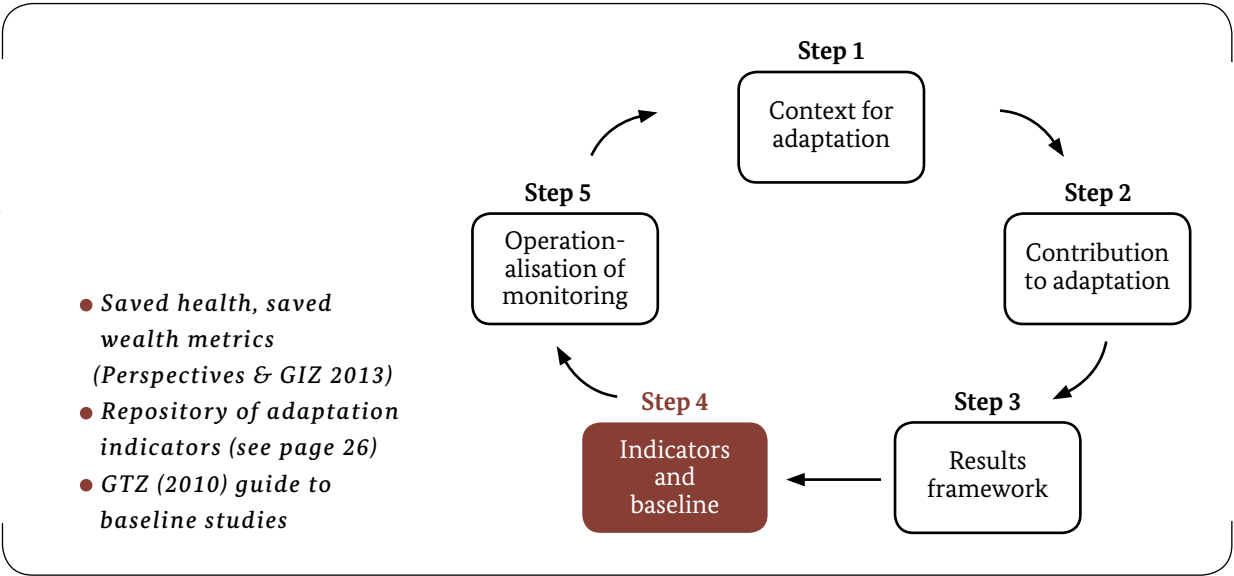 Step 1
Context for
adaptation
Step 2
Contribution
to adaptation
Step 3
Results
framework
Step 4
Indicators
and
baseline
Step 5
Operation-
alisation of
monitoring
● Saved health, saved
wealth metrics
(Perspectives & GIZ 2013)
● Repository of adaptation
indicators (see page 26)
● GTZ (2010) guide to
baseline studies